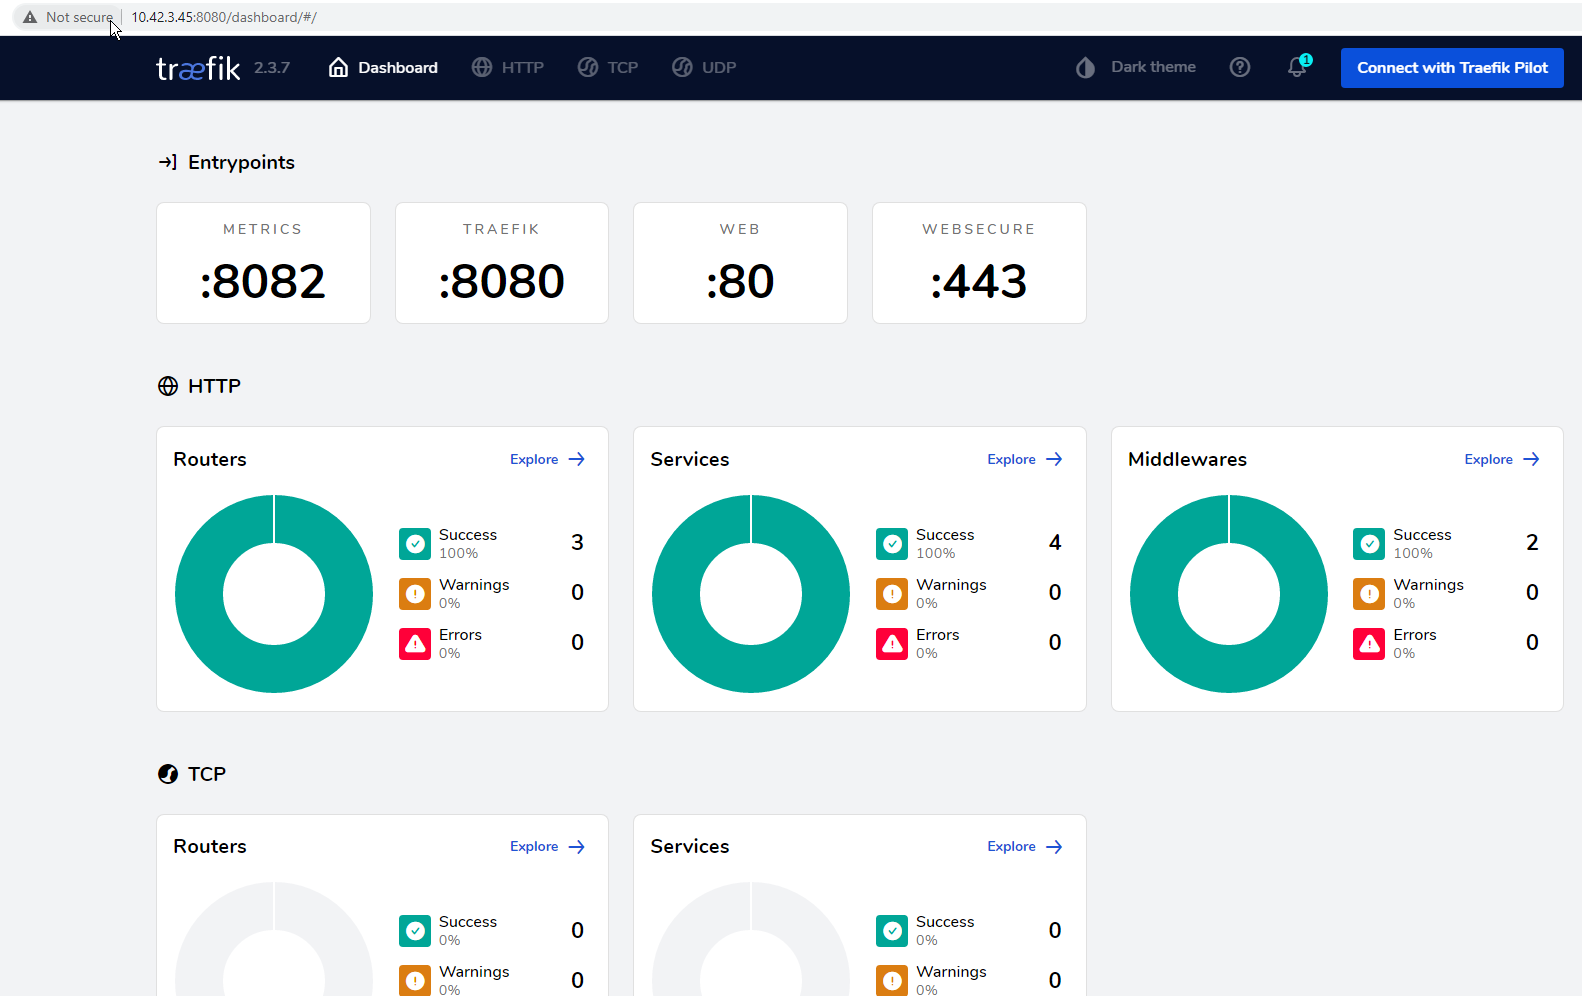 Not secure 10.42.3.45:8080/dashboard/#/
træfik 2.3.7 Dashboard HTTP TCP UDP Dark theme 1 Connect with Traefik Pilot
Entrypoints
METRICS TRAEFIK WEB WEBSECURE
:8082 :8080 :80 :443
HTTP
Routers Explore
Success 3
100%
Warnings 0
0%
Errors 0
0%
Services Explore
Success 4
100%
Warnings 0
0%
Errors 0
0%
Middlewares Explore
Success 2
100%
Warnings 0
0%
Errors 0
0%
TCP
Routers Explore
Success 0
0%
Warnings 0
0%
Services Explore
Success 0
0%
Warnings 0
0%